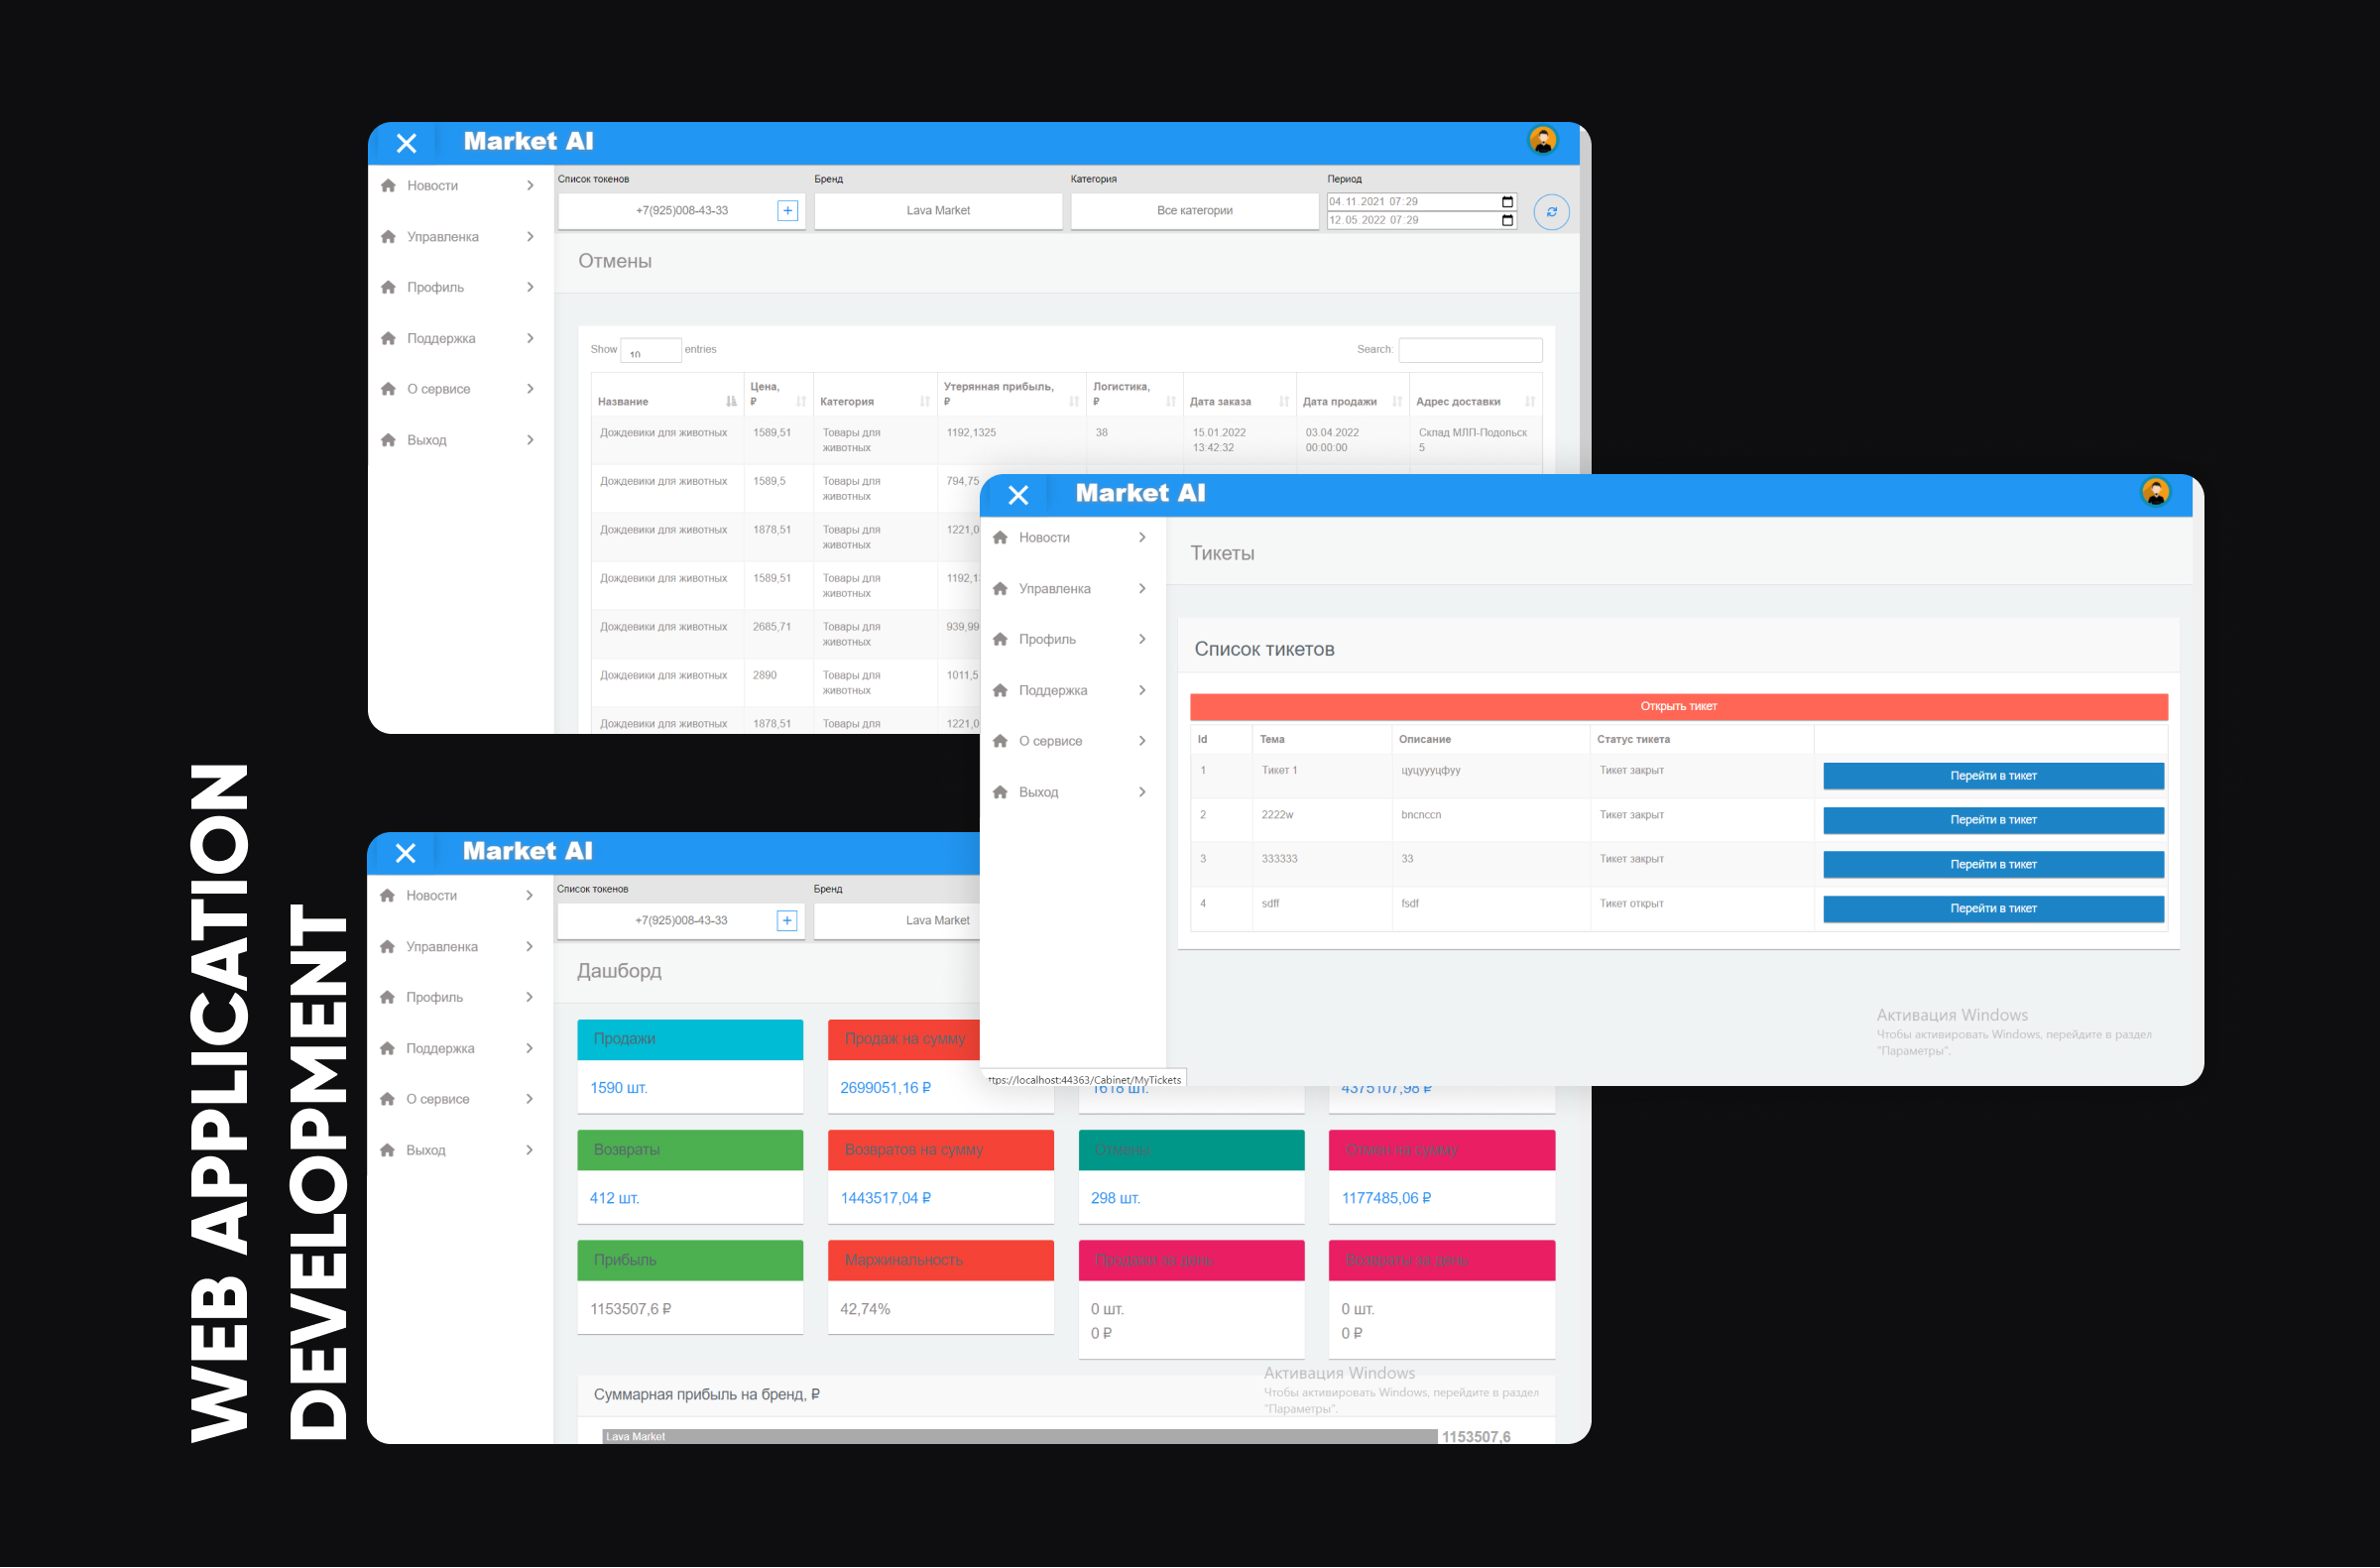 WEB APPLICATION
DEVELOPMENT
Market AI
Новости
Управленка
Профиль
Поддержка
О сервисе
Выход
Список токенов
Бренд
Категория
Период
+7(925)008-43-33
Lava Market
Все категории
04.11.2021 07:29
12.05.2022 07:29
Отмены
Show 10 entries
Search:
Название
Цена, ₽
Категория
Утерянная прибыль, ₽
Логистика, ₽
Дата заказа
Дата продажи
Адрес доставки
Дождевики для животных 1589,51 Товары для животных 1192,1325 38 15.01.2022 13:42:32 03.04.2022 00:00:00 Склад МЛП-Подольск 5
Дождевики для животных 1589,5 Товары для животных 794,75
Дождевики для животных 1878,51 Товары для животных 1221,0
Дождевики для животных 1589,51 Товары для животных 1192,1
Дождевики для животных 2685,71 Товары для животных 939,99
Дождевики для животных 2890 Товары для животных 1011,5
Дождевики для животных 1878,51 Товары для 1221,0
Market AI
Новости
Управленка
Профиль
Поддержка
О сервисе
Выход
Тикеты
Список тикетов
Открыть тикет
Id Тема Описание Статус тикета
1 Тикет 1 цуцуууцфуу Тикет закрыт Перейти в тикет
2 2222w bncnccn Тикет закрыт Перейти в тикет
3 333333 33 Тикет закрыт Перейти в тикет
4 sdff fsdf Тикет открыт Перейти в тикет
Активация Windows
Чтобы активировать Windows, перейдите в раздел
"Параметры".
ttps://localhost:44363/Cabinet/MyTickets
Market AI
Новости
Управленка
Профиль
Поддержка
О сервисе
Выход
Список токенов
Бренд
+7(925)008-43-33
Lava Market
Дашборд
Продажи
1590 шт.
Продаж на сумму
2699051,16 ₽
1618 шт.
4375107,98 ₽
Возвраты
412 шт.
Возвратов на сумму
1443517,04 ₽
Отмены
298 шт.
Отмен на сумму
1177485,06 ₽
Прибыль
1153507,6 ₽
Маржинальность
42,74%
Продажи за день
0 шт.
0 ₽
Возвраты за день
0 шт.
0 ₽
Активация Windows
Чтобы активировать Windows, перейдите в раздел
"Параметры".
Суммарная прибыль на бренд, ₽
Lava Market
1153507,6